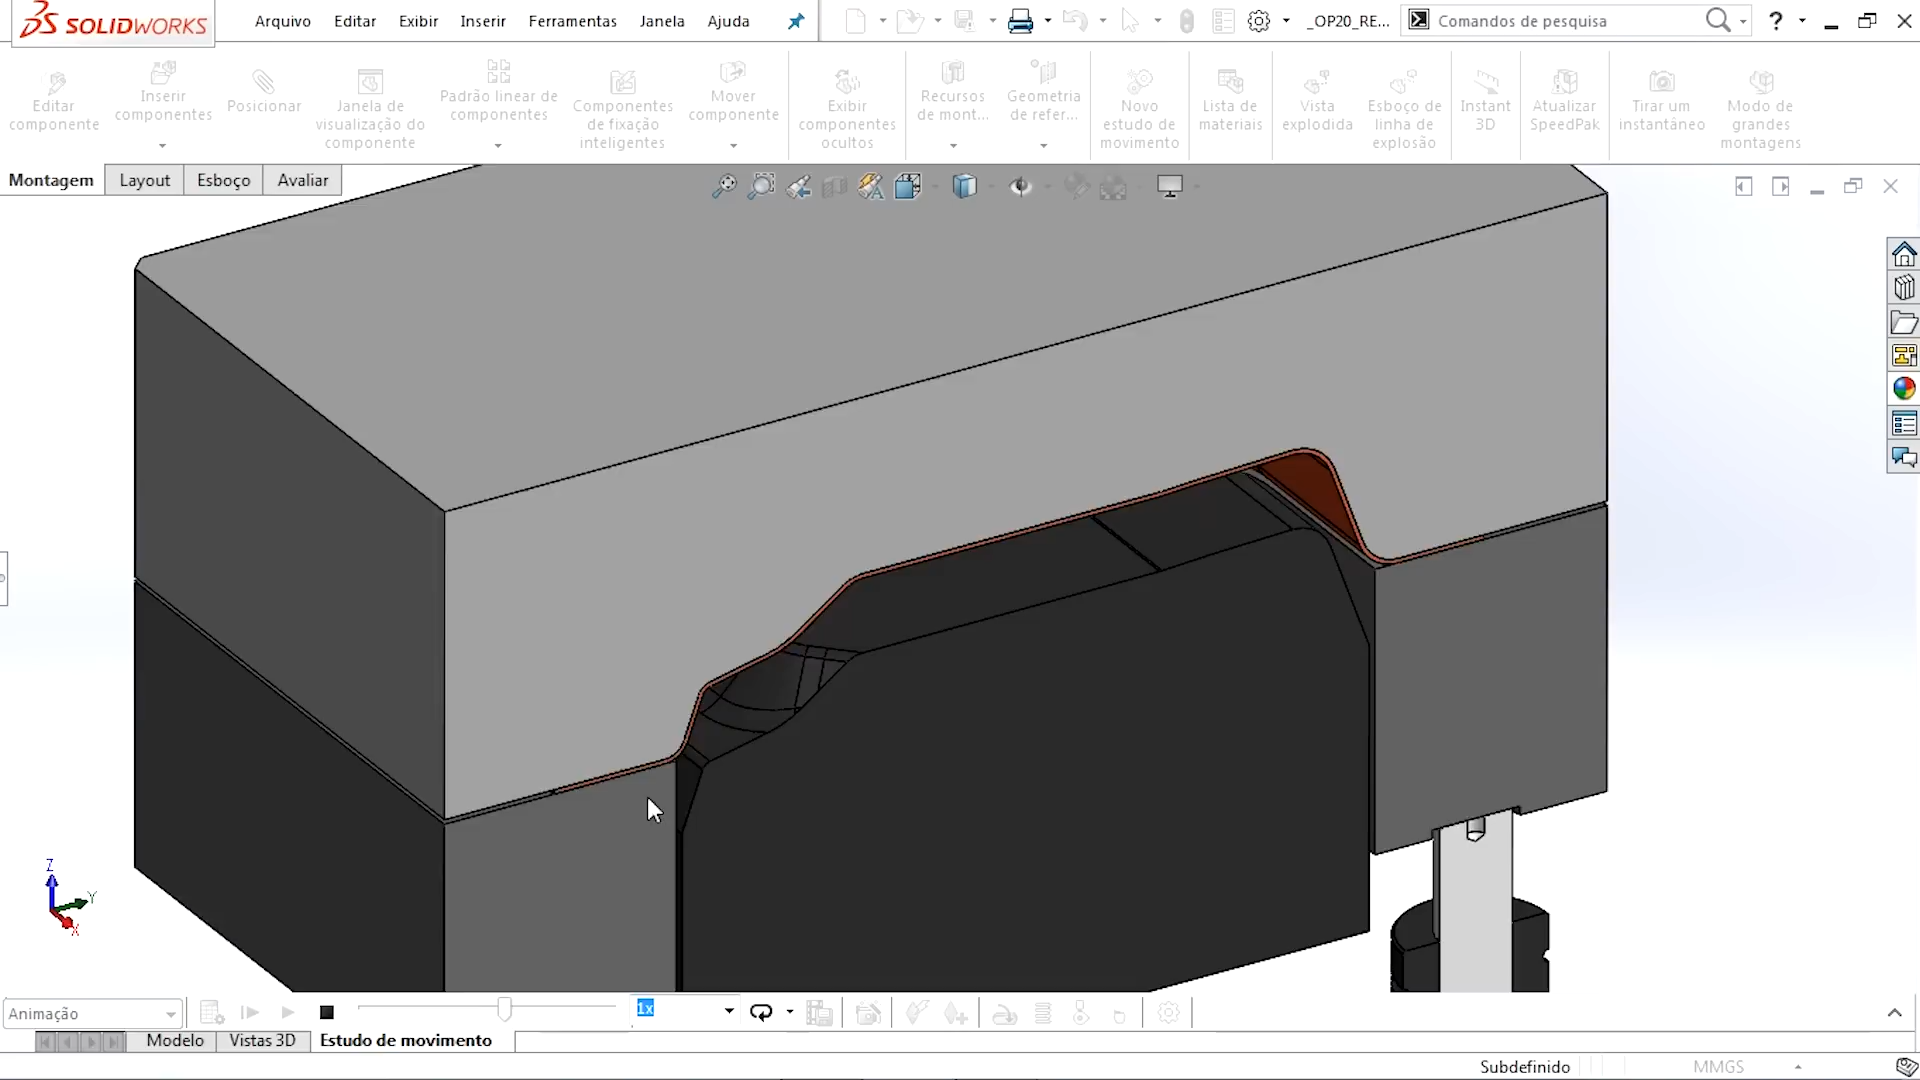 SOLIDWORKS
Arquivo Editar Exibir Inserir Ferramentas Janela Ajuda
_OP20_RE...
Comandos de pesquisa
?
Editar componente
Inserir componentes
Posicionar
Janela de visualização do componente
Padrão linear de componentes
Componentes de fixação inteligentes
Mover componente
Exibir componentes ocultos
Recursos de mont...
Geometria de refer...
Novo estudo de movimento
Lista de materiais
Vista explodida
Esboço de linha de explosão
Instant 3D
Atualizar SpeedPak
Tirar um instantâneo
Modo de grandes montagens
Montagem Layout Esboço Avaliar
Z
Y
X
Animação
1x
Modelo Vistas 3D Estudo de movimento
Subdefinido
MMGS